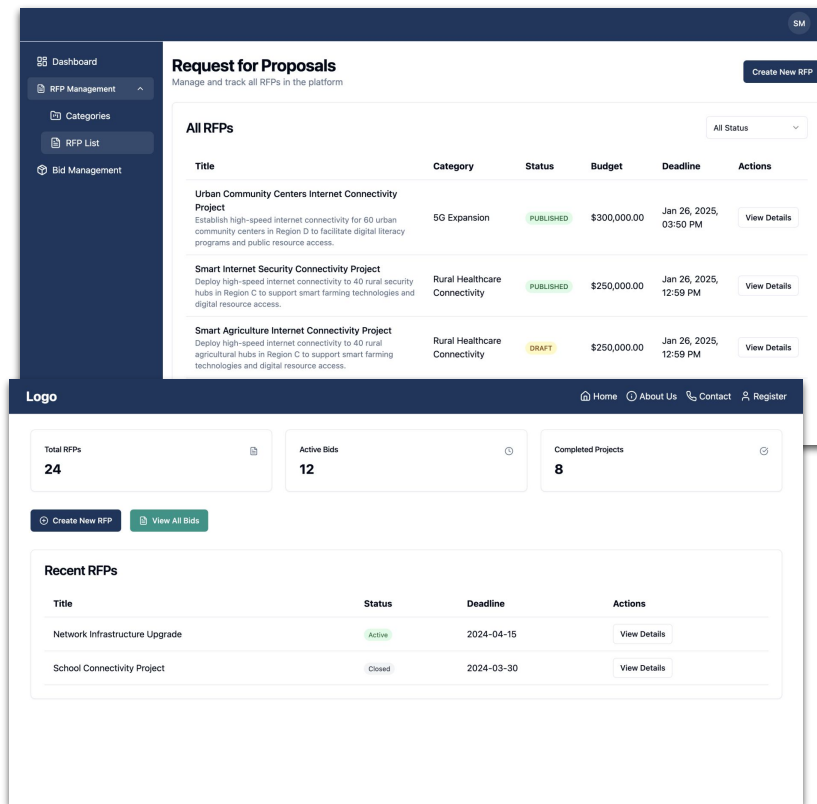 SM
Dashboard
RFP Management
Categories
RFP List
Bid Management
Request for Proposals
Manage and track all RFPs in the platform
Create New RFP
All RFPs
All Status
Title Category Status Budget Deadline Actions
Urban Community Centers Internet Connectivity
Project
Establish high-speed internet connectivity for 60 urban
community centers in Region D to facilitate digital literacy
programs and public resource access.
5G Expansion
PUBLISHED
$300,000.00
Jan 26, 2025,
03:50 PM
View Details
Smart Internet Security Connectivity Project
Deploy high-speed internet connectivity to 40 rural security
hubs in Region C to support smart farming technologies and
digital resource access.
Rural Healthcare
Connectivity
PUBLISHED
$250,000.00
Jan 26, 2025,
12:59 PM
View Details
Smart Agriculture Internet Connectivity Project
Deploy high-speed internet connectivity to 40 rural
agricultural hubs in Region C to support smart farming
technologies and digital resource access.
Rural Healthcare
Connectivity
DRAFT
$250,000.00
Jan 26, 2025,
12:59 PM
View Details
Logo
Home About Us Contact Register
Total RFPs
24
Active Bids
12
Completed Projects
8
Create New RFP
View All Bids
Recent RFPs
Title Status Deadline Actions
Network Infrastructure Upgrade Active 2024-04-15 View Details
School Connectivity Project Closed 2024-03-30 View Details